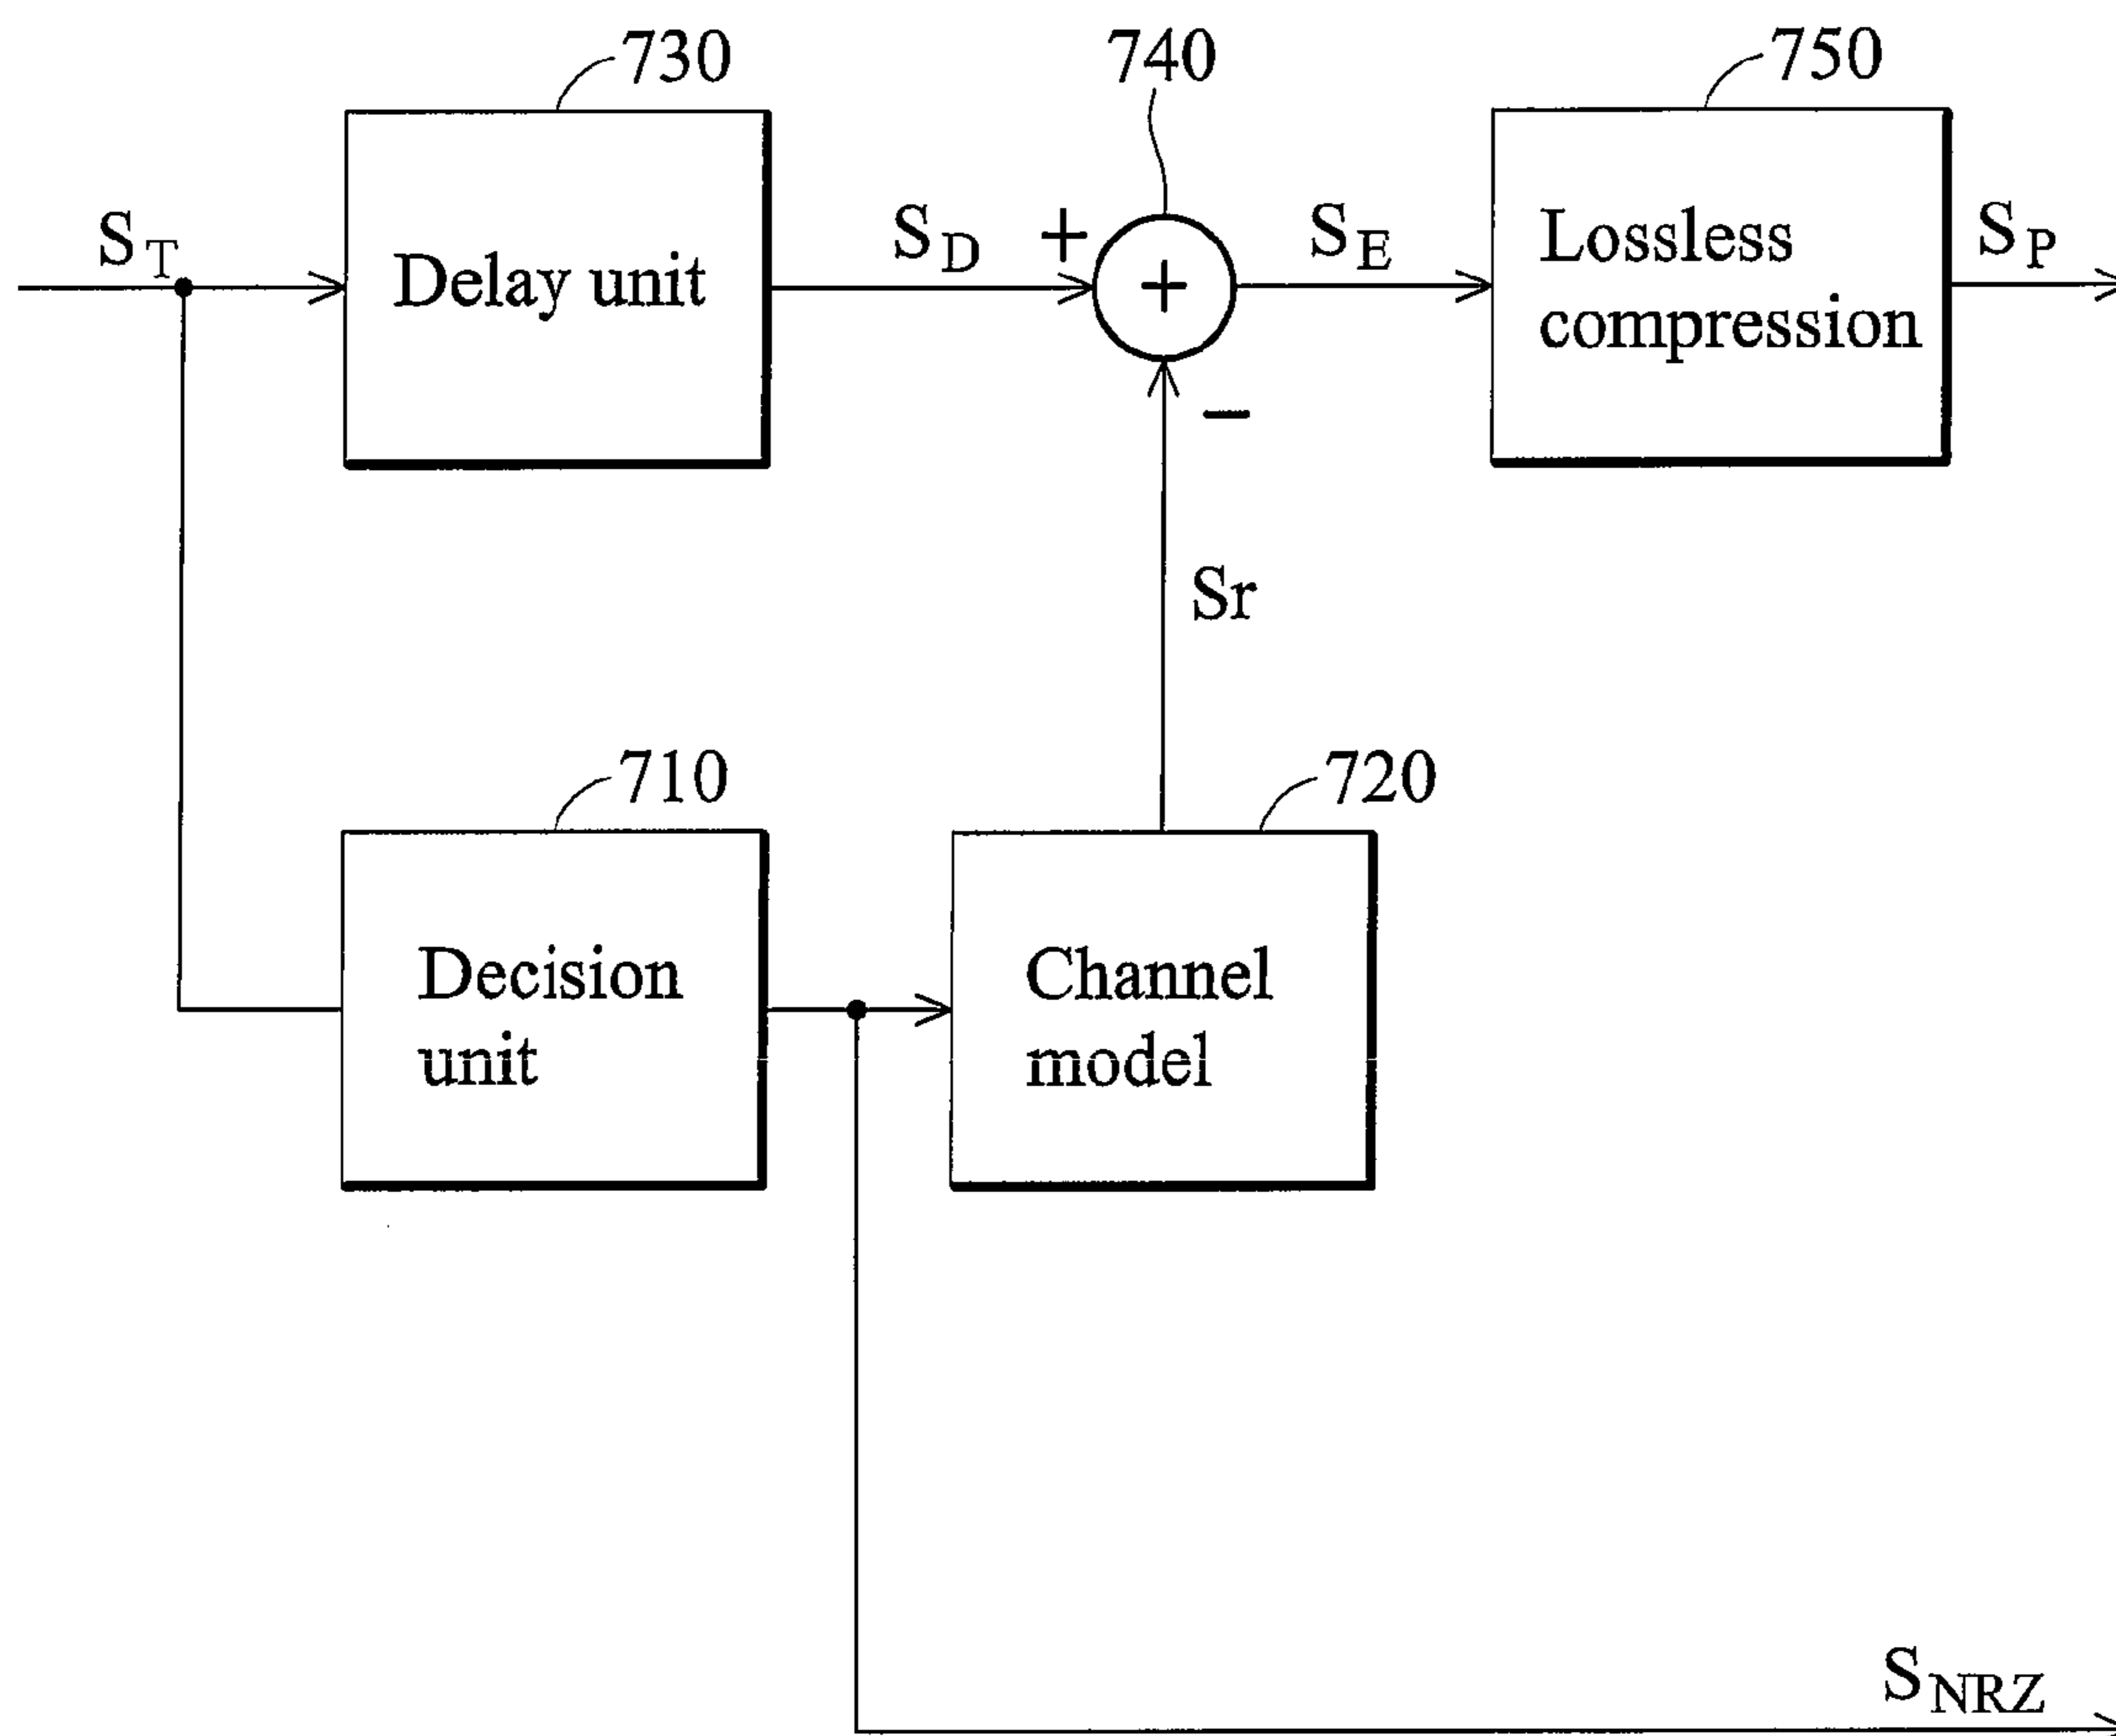 730
740
750
S_T
Delay unit
S_D
+
+
S_E
Lossless
compression
S_P
−
Sr
710
720
Decision
unit
Channel
model
S_NRZ